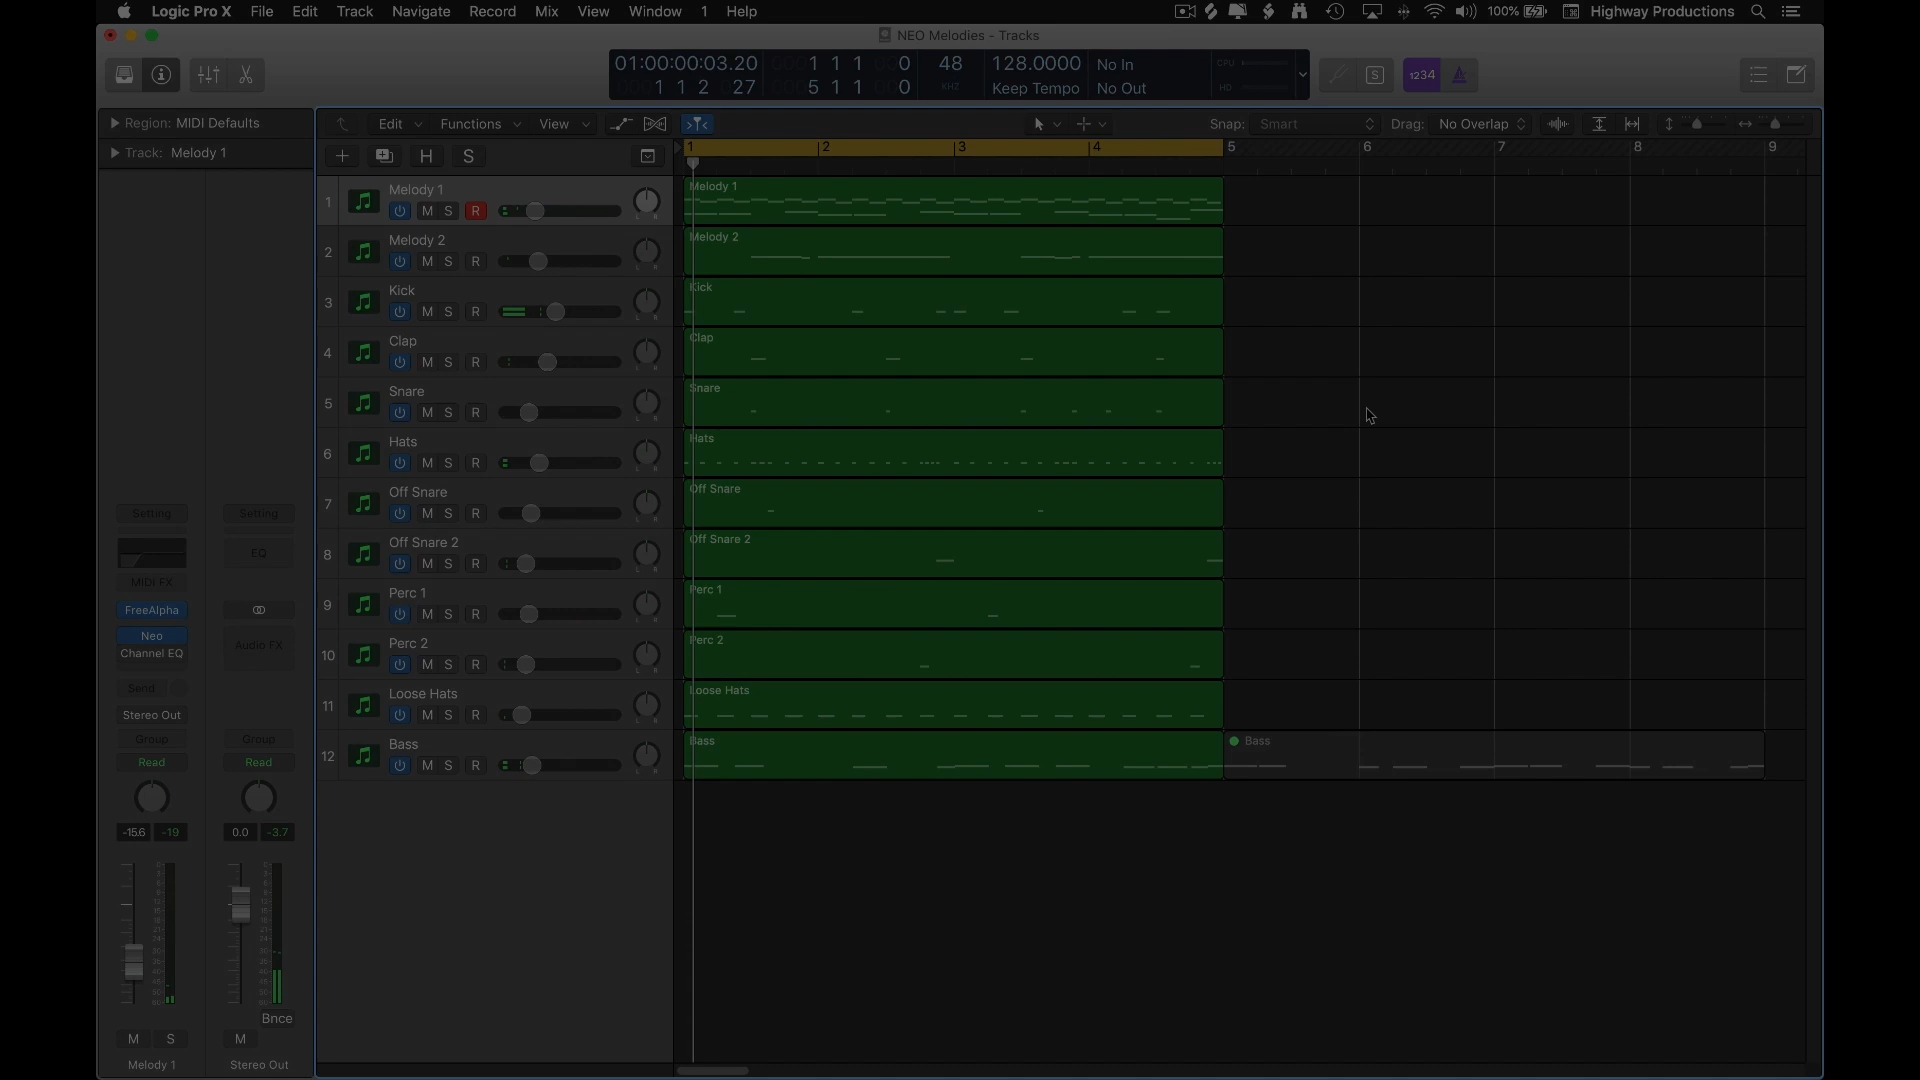 Logic Pro X File Edit Track Navigate Record Mix View Window 1 Help 100% Highway Productions
NEO Melodies - Tracks
01:00:00:03.20 1 1 1 0 48 128.0000 No In CPU
1 1 2 27 5 1 1 0 KHZ Keep Tempo No Out HD
S 1234
Region: MIDI Defaults
Track: Melody 1
Edit Functions View Snap: Smart Drag: No Overlap
H S
1 2 3 4 5 6 7 8 9
1 Melody 1 M S R L R Melody 1
2 Melody 2 M S R L R Melody 2
3 Kick M S R L R Kick
4 Clap M S R L R Clap
5 Snare M S R L R Snare
6 Hats M S R L R Hats
7 Off Snare M S R L R Off Snare
8 Off Snare 2 M S R L R Off Snare 2
9 Perc 1 M S R L R Perc 1
10 Perc 2 M S R L R Perc 2
11 Loose Hats M S R L R Loose Hats
12 Bass M S R L R Bass Bass
Setting Setting
EQ
MIDI FX
FreeAlpha
Neo
Channel EQ Audio FX
Send
Stereo Out
Group Group
Read Read
-15.6 -19 0.0 -3.7
Bnce
M S M
Melody 1 Stereo Out